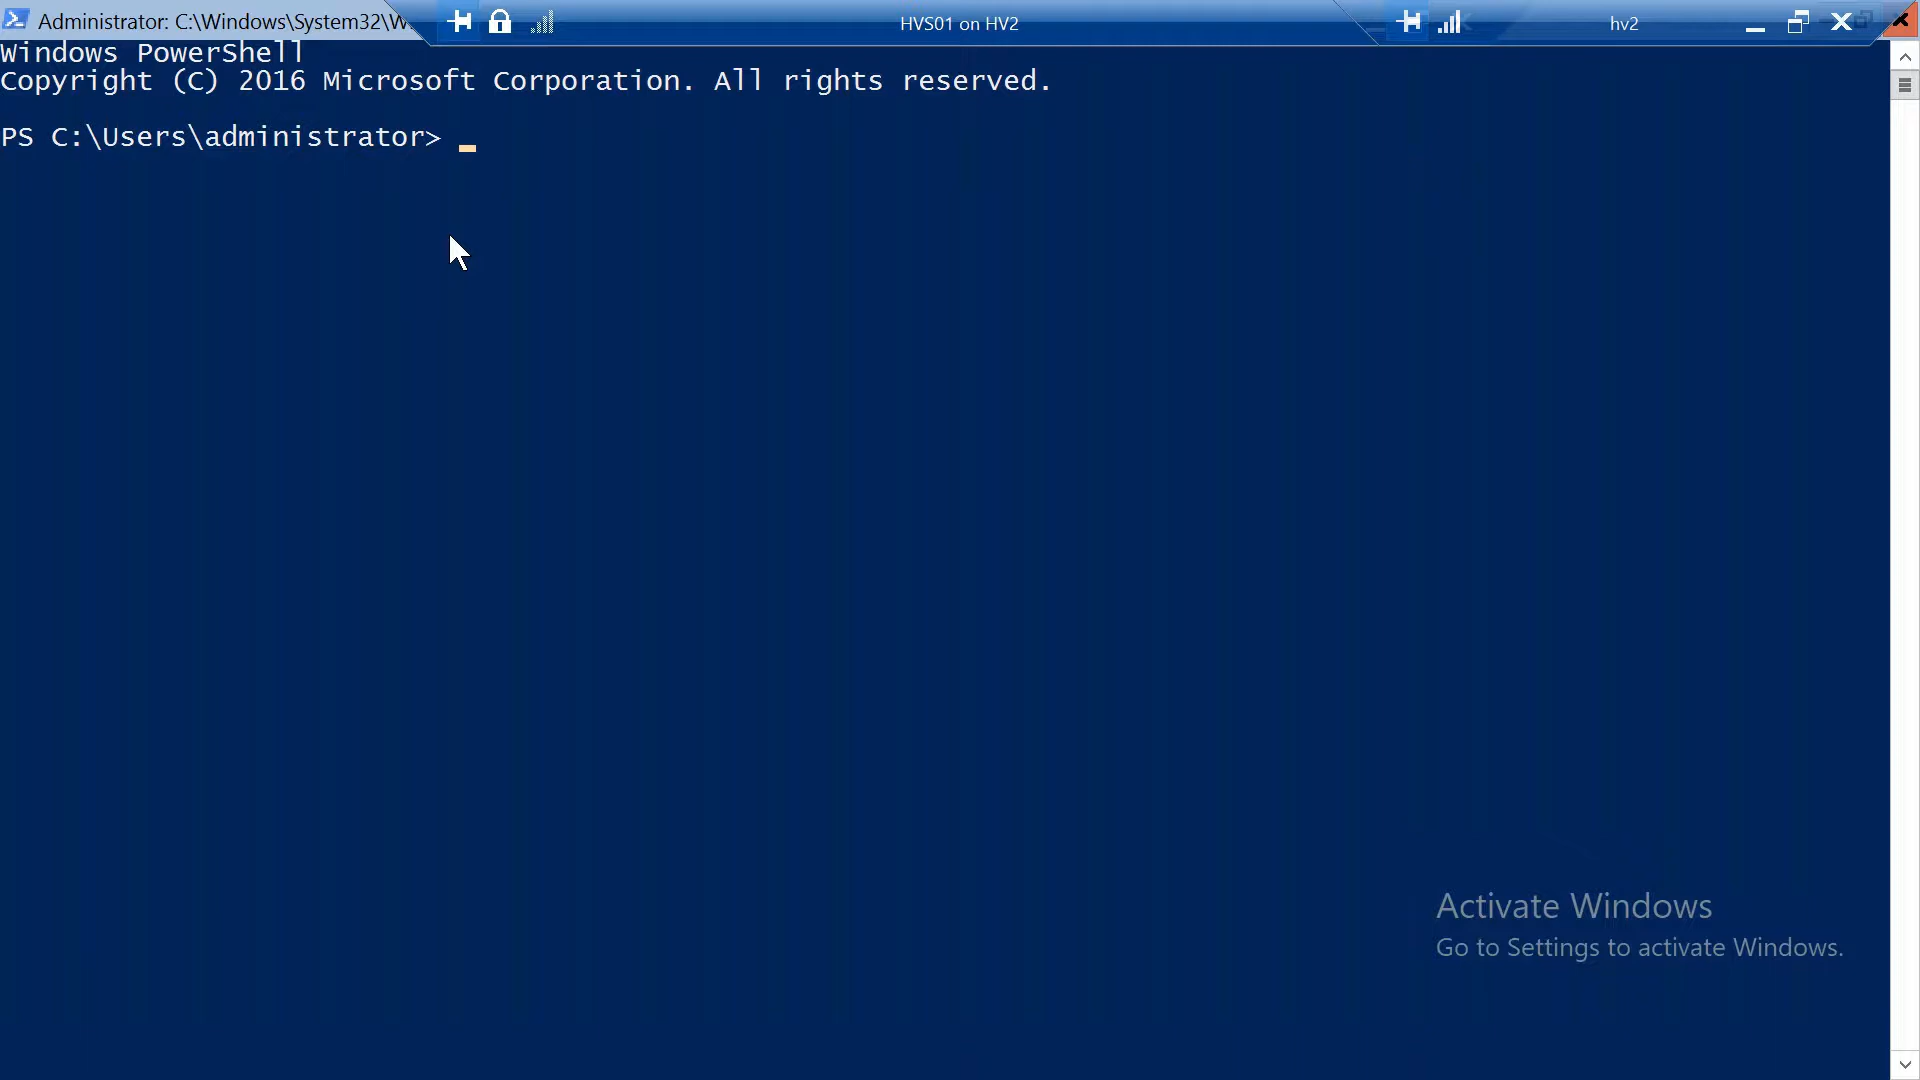 Administrator: C:\Windows\System32\W
HVS01 on HV2
hv2
Windows PowerShell
Copyright (C) 2016 Microsoft Corporation. All rights reserved.
PS C:\Users\administrator> _
Activate Windows
Go to Settings to activate Windows.